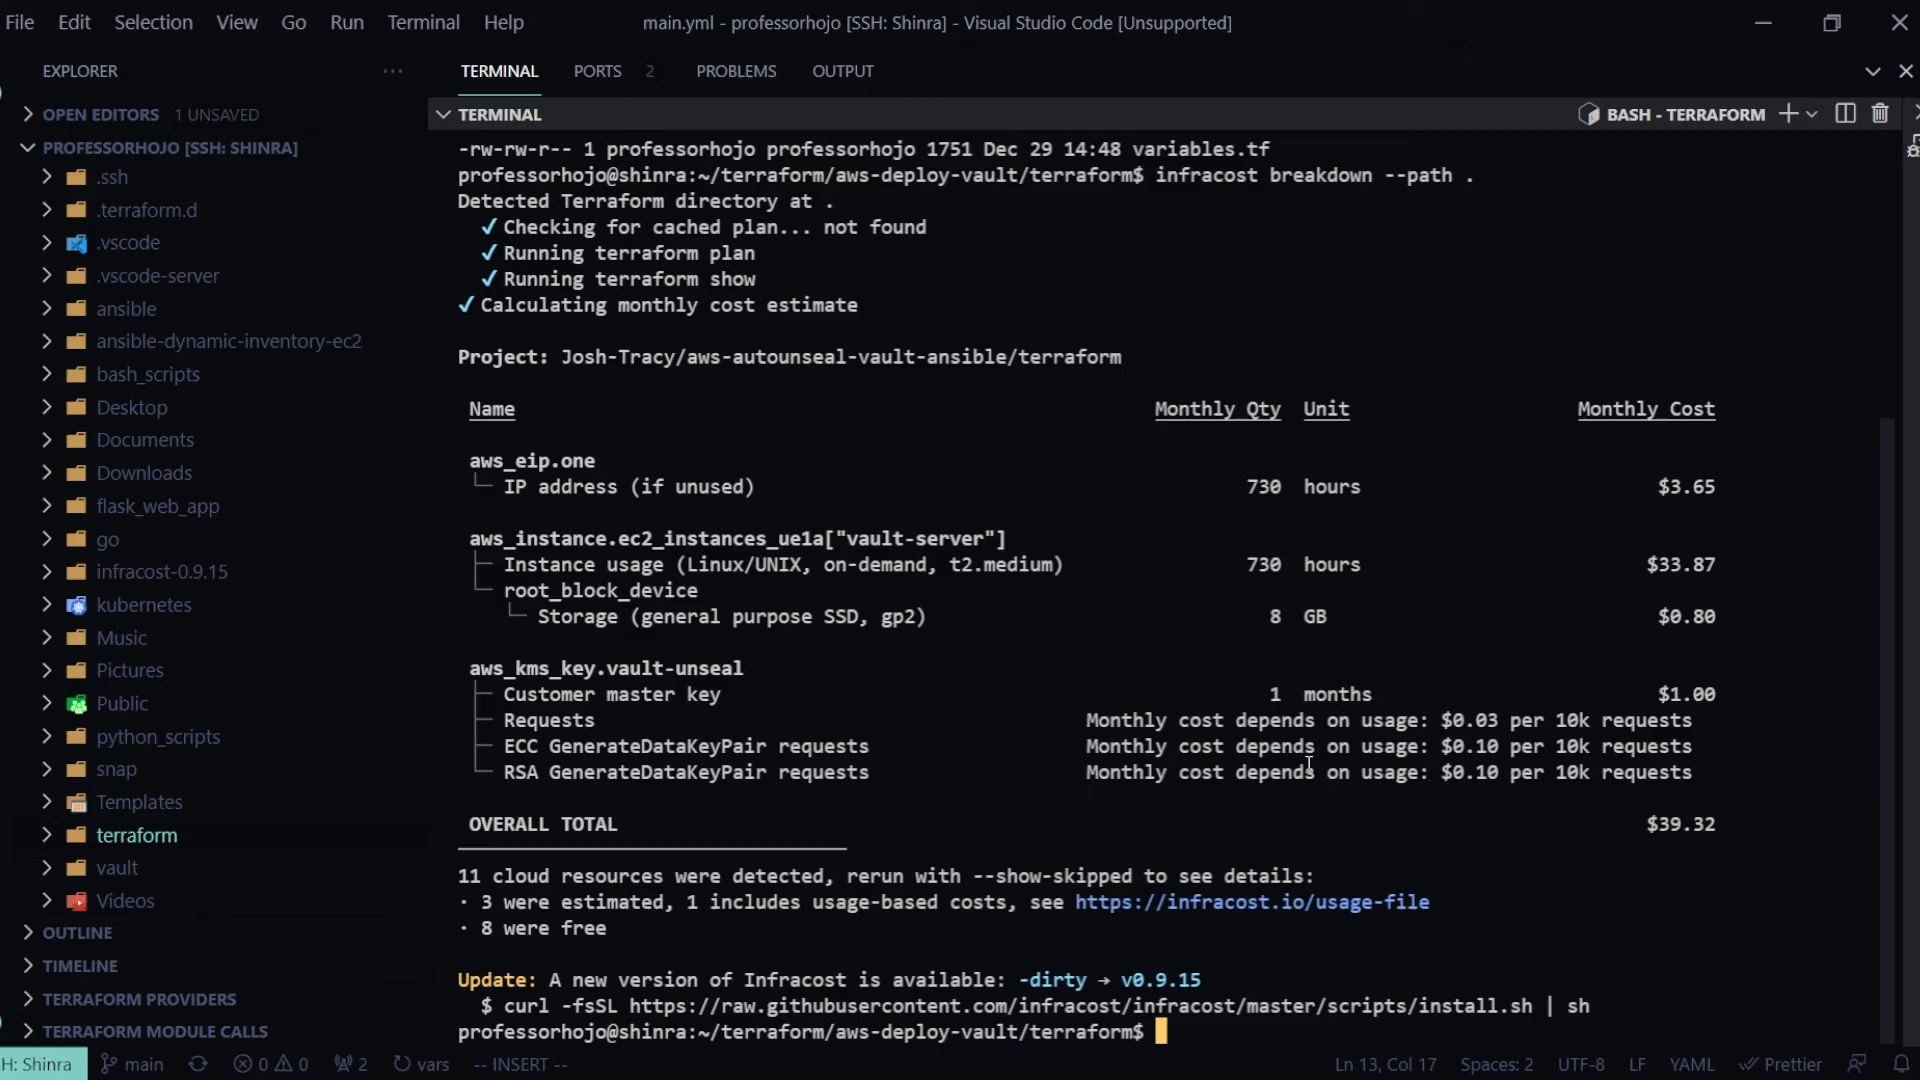 File Edit Selection View Go Run Terminal Help main.yml - professorhojo [SSH: Shinra] - Visual Studio Code [Unsupported]
EXPLORER
OPEN EDITORS 1 UNSAVED
PROFESSORHOJO [SSH: SHINRA]
.ssh
.terraform.d
.vscode
.vscode-server
ansible
ansible-dynamic-inventory-ec2
bash_scripts
Desktop
Documents
Downloads
flask_web_app
go
infracost-0.9.15
kubernetes
Music
Pictures
Public
python_scripts
snap
Templates
terraform
vault
Videos
OUTLINE
TIMELINE
TERRAFORM PROVIDERS
TERRAFORM MODULE CALLS
TERMINAL PORTS 2 PROBLEMS OUTPUT
TERMINAL BASH - TERRAFORM
-rw-rw-r-- 1 professorhojo professorhojo 1751 Dec 29 14:48 variables.tf
professorhojo@shinra:~/terraform/aws-deploy-vault/terraform$ infracost breakdown --path .
Detected Terraform directory at .
✓ Checking for cached plan... not found
✓ Running terraform plan
✓ Running terraform show
✓ Calculating monthly cost estimate
Project: Josh-Tracy/aws-autounseal-vault-ansible/terraform
Name Monthly Qty Unit Monthly Cost
aws_eip.one
└─ IP address (if unused) 730 hours $3.65
aws_instance.ec2_instances_ue1a["vault-server"]
├─ Instance usage (Linux/UNIX, on-demand, t2.medium) 730 hours $33.87
└─ root_block_device
└─ Storage (general purpose SSD, gp2) 8 GB $0.80
aws_kms_key.vault-unseal
├─ Customer master key 1 months $1.00
├─ Requests Monthly cost depends on usage: $0.03 per 10k requests
├─ ECC GenerateDataKeyPair requests Monthly cost depends on usage: $0.10 per 10k requests
└─ RSA GenerateDataKeyPair requests Monthly cost depends on usage: $0.10 per 10k requests
OVERALL TOTAL $39.32
11 cloud resources were detected, rerun with --show-skipped to see details:
· 3 were estimated, 1 includes usage-based costs, see https://infracost.io/usage-file
· 8 were free
Update: A new version of Infracost is available: -dirty → v0.9.15
$ curl -fsSL https://raw.githubusercontent.com/infracost/infracost/master/scripts/install.sh | sh
professorhojo@shinra:~/terraform/aws-deploy-vault/terraform$
H: Shinra main 0 0 2 vars -- INSERT -- Ln 13, Col 17 Spaces: 2 UTF-8 LF YAML Prettier